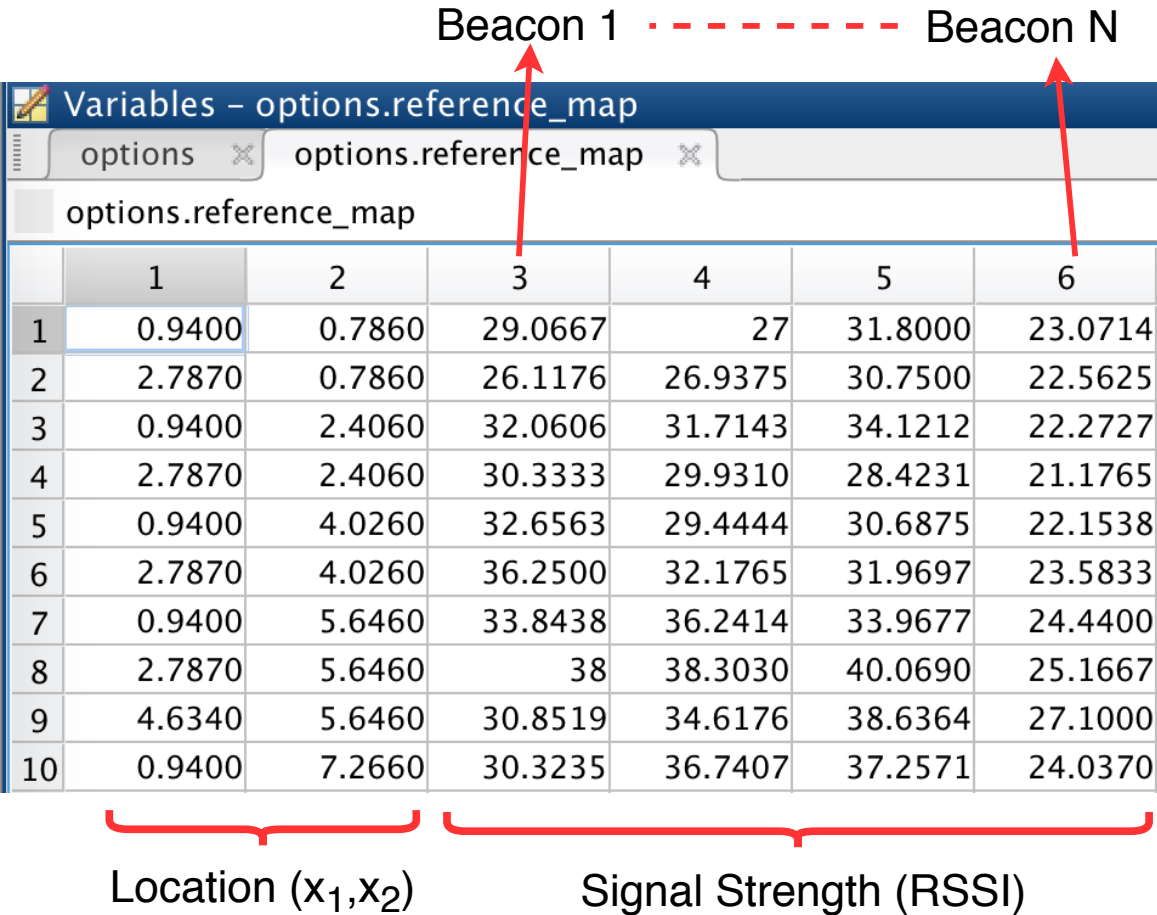 Beacon 1 - - - - - - - Beacon N
Variables – options.reference_map
options options.reference_map
options.reference_map
1 2 3 4 5 6
1 0.9400 0.7860 29.0667 27 31.8000 23.0714
2 2.7870 0.7860 26.1176 26.9375 30.7500 22.5625
3 0.9400 2.4060 32.0606 31.7143 34.1212 22.2727
4 2.7870 2.4060 30.3333 29.9310 28.4231 21.1765
5 0.9400 4.0260 32.6563 29.4444 30.6875 22.1538
6 2.7870 4.0260 36.2500 32.1765 31.9697 23.5833
7 0.9400 5.6460 33.8438 36.2414 33.9677 24.4400
8 2.7870 5.6460 38 38.3030 40.0690 25.1667
9 4.6340 5.6460 30.8519 34.6176 38.6364 27.1000
10 0.9400 7.2660 30.3235 36.7407 37.2571 24.0370
Location (x₁,x₂) Signal Strength (RSSI)